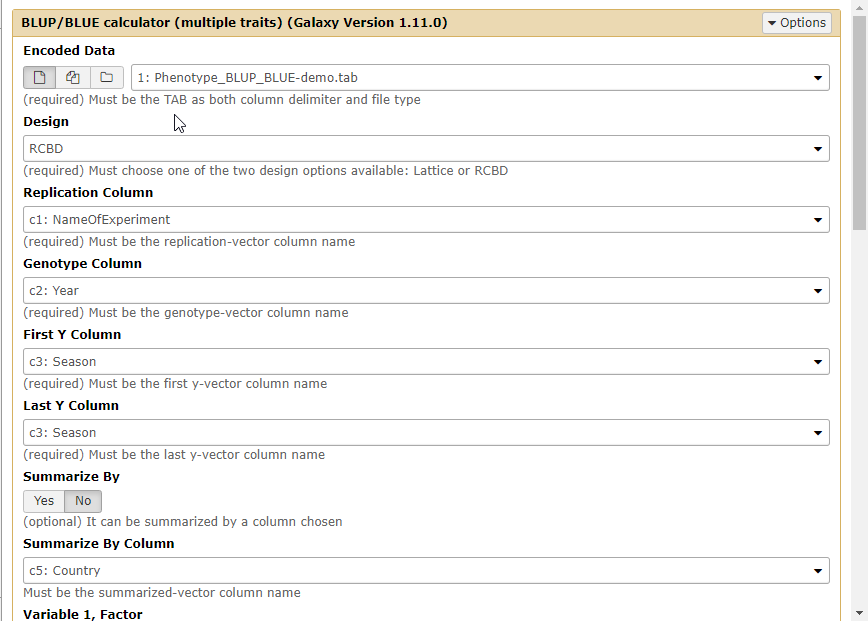 BLUP/BLUE calculator (multiple traits) (Galaxy Version 1.11.0)
Options
Encoded Data
1: Phenotype_BLUP_BLUE-demo.tab
(required) Must be the TAB as both column delimiter and file type
Design
RCBD
(required) Must choose one of the two design options available: Lattice or RCBD
Replication Column
c1: NameOfExperiment
(required) Must be the replication-vector column name
Genotype Column
c2: Year
(required) Must be the genotype-vector column name
First Y Column
c3: Season
(required) Must be the first y-vector column name
Last Y Column
c3: Season
(required) Must be the last y-vector column name
Summarize By
Yes No
(optional) It can be summarized by a column chosen
Summarize By Column
c5: Country
Must be the summarized-vector column name
Variable 1, Factor